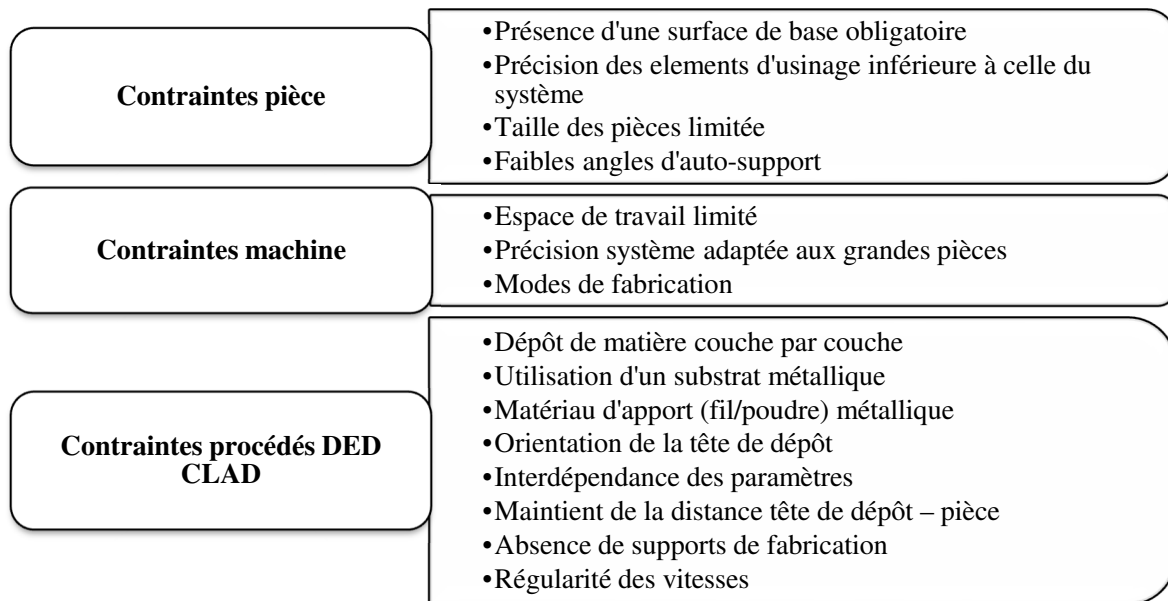 Contraintes pièce
•Présence d'une surface de base obligatoire
•Précision des elements d'usinage inférieure à celle du
système
•Taille des pièces limitée
•Faibles angles d'auto-support
Contraintes machine
•Espace de travail limité
•Précision système adaptée aux grandes pièces
•Modes de fabrication
Contraintes procédés DED
CLAD
•Dépôt de matière couche par couche
•Utilisation d'un substrat métallique
•Matériau d'apport (fil/poudre) métallique
•Orientation de la tête de dépôt
•Interdépendance des paramètres
•Maintient de la distance tête de dépôt – pièce
•Absence de supports de fabrication
•Régularité des vitesses